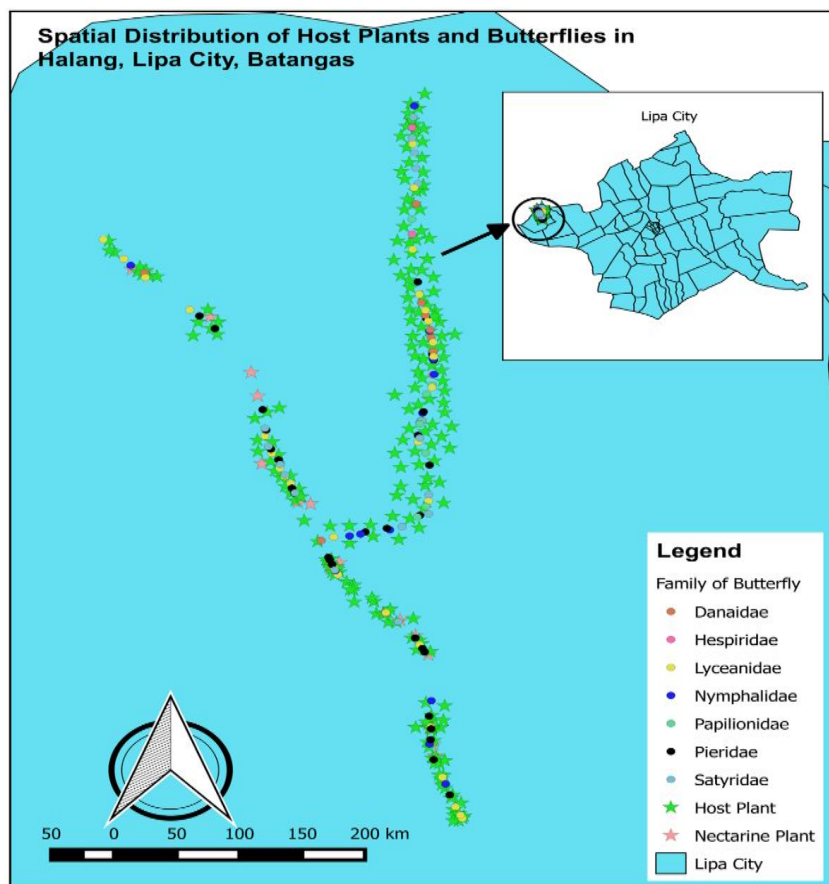 Spatial Distribution of Host Plants and Butterflies in
Halang, Lipa City, Batangas
Lipa City
Legend
Family of Butterfly
Danaidae
Hespiridae
Lyceanidae
Nymphalidae
Papilionidae
Pieridae
Satyridae
Host Plant
Nectarine Plant
Lipa City
50 0 50 100 150 200 km